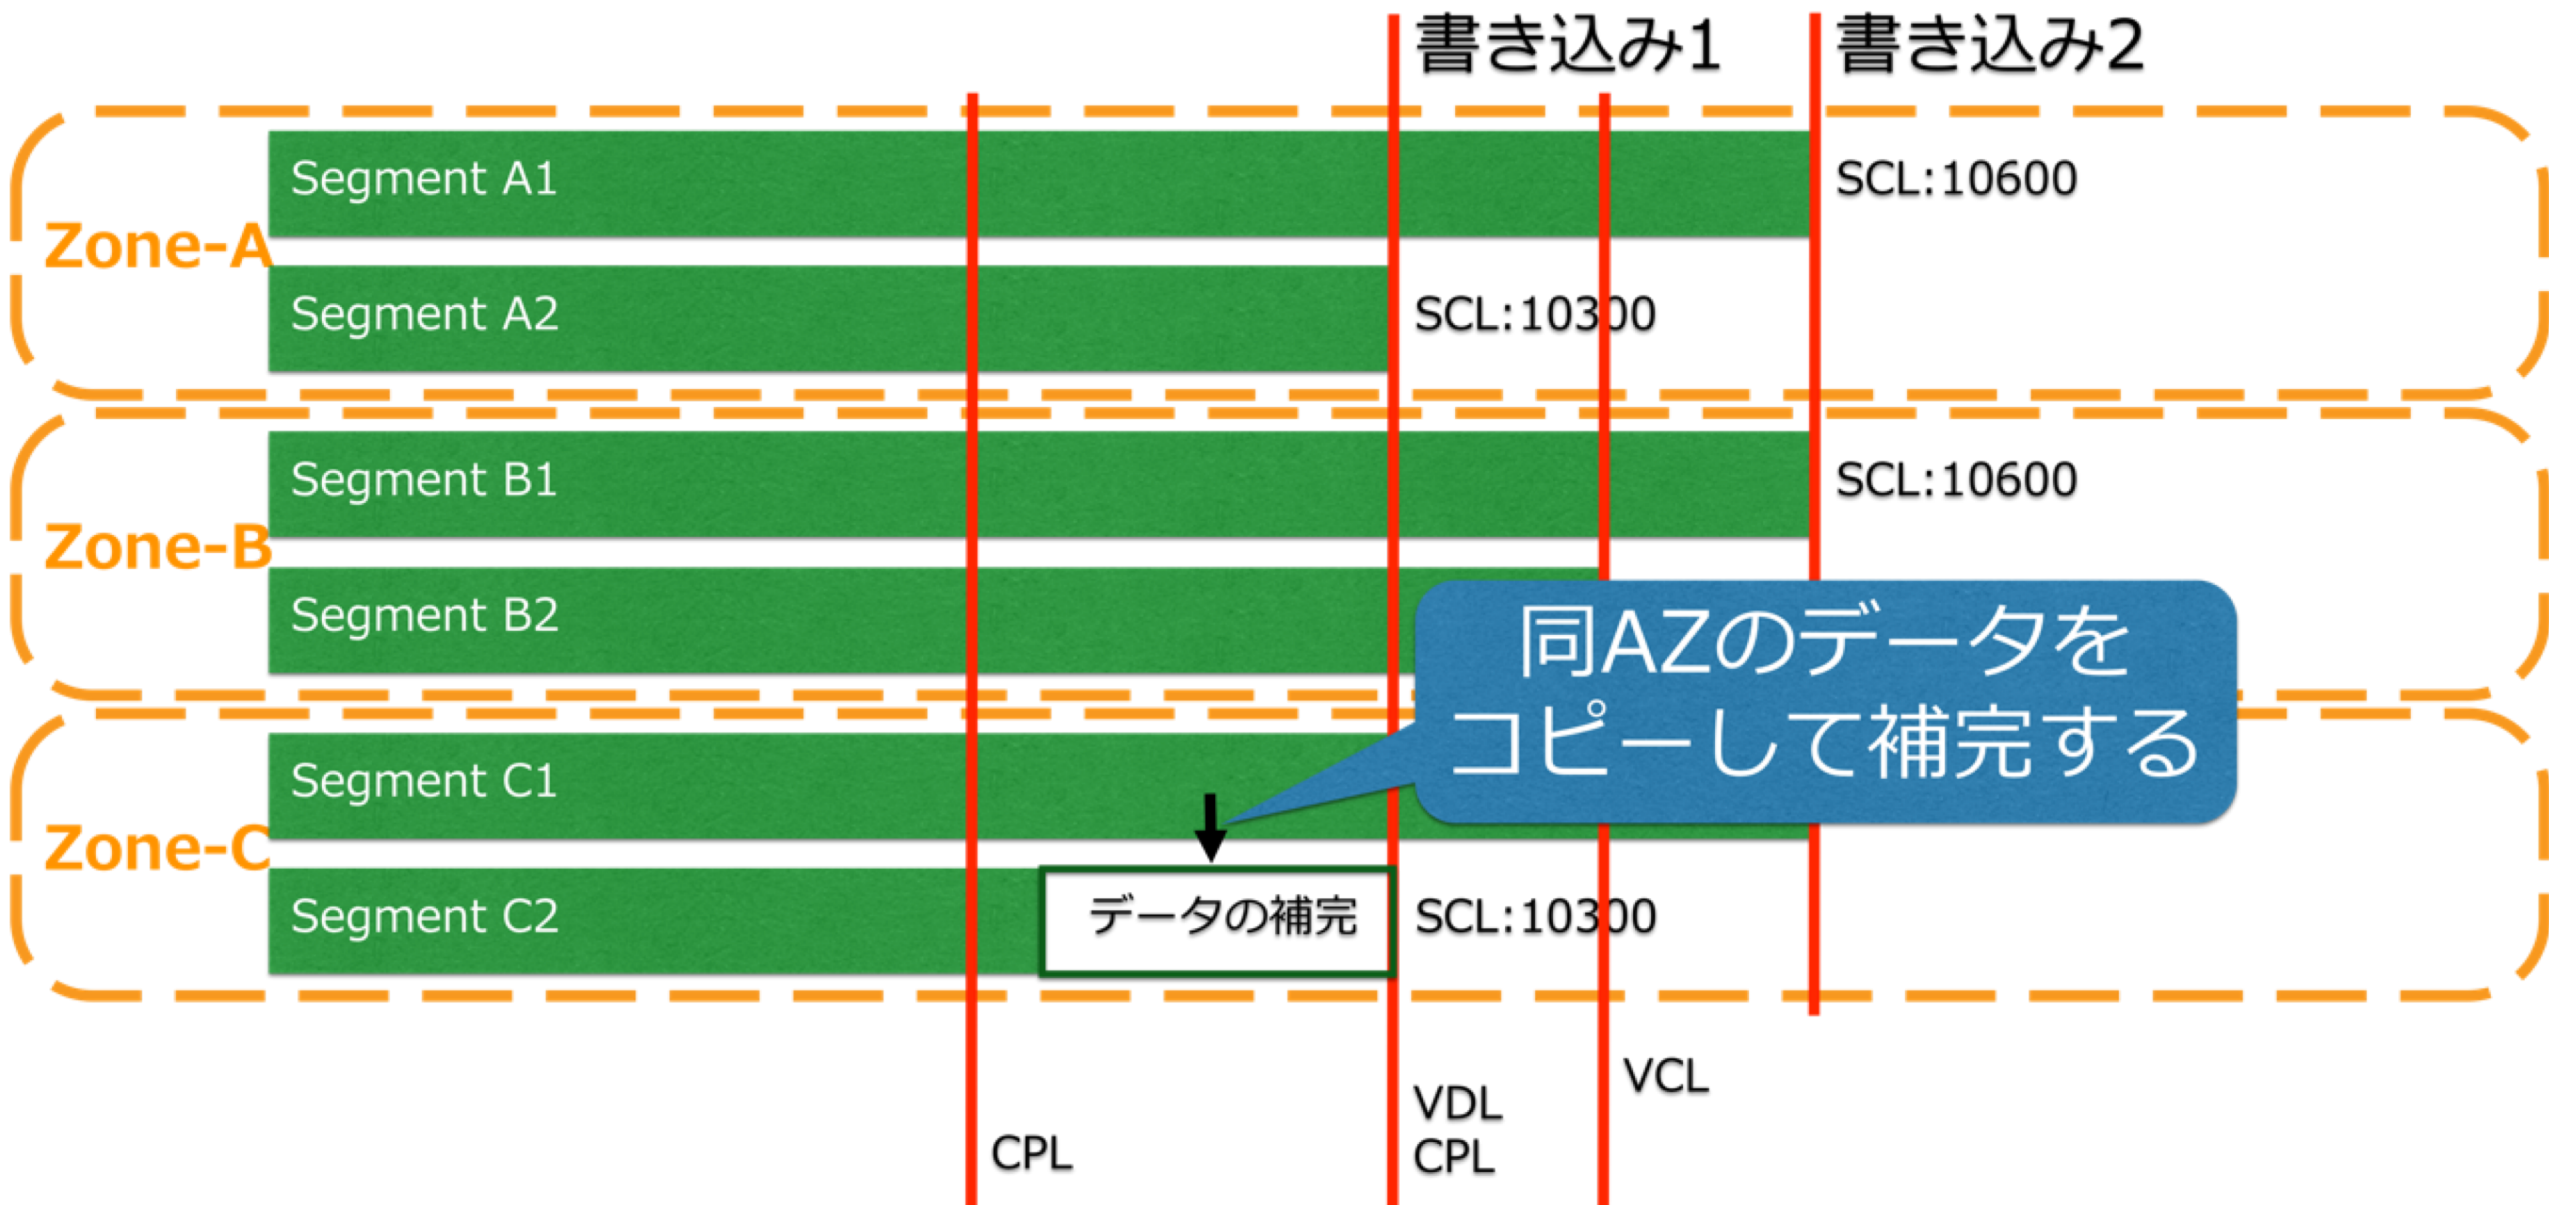 書き込み1
書き込み2
Zone-A
Segment A1
SCL:10600
Segment A2
SCL:10300
Zone-B
Segment B1
SCL:10600
Segment B2
同AZのデータを
コピーして補完する
Zone-C
Segment C1
Segment C2
データの補完
SCL:10300
VCL
VDL
CPL
CPL